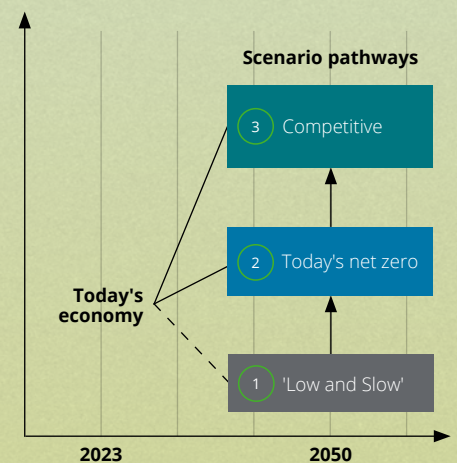 Scenario pathways
3 Competitive
2 Today's net zero
Today's
economy
1 'Low and Slow'
2023 2050